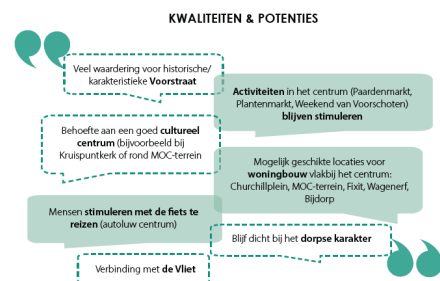 KWALITEITEN & POTENTIES
Veel waardering voor historische/
karakteristieke Voorstraat
Activiteiten in het centrum (Paardenmarkt,
Plantenmarkt, Weekend van Voorschoten)
blijven stimuleren
Behoefte aan een goed cultureel
centrum (bijvoorbeeld bij
Kruispuntkerk of rond MOC-terrein
Mogelijk geschikte locaties voor
woningbouw vlakbij het centrum:
Churchillplein, MOC-terrein, Fixit, Wagenerf,
Bijdorp
Mensen stimuleren met de fiets te
reizen (autoluw centrum)
Blijf dicht bij het dorpse karakter
Verbinding met de Vliet